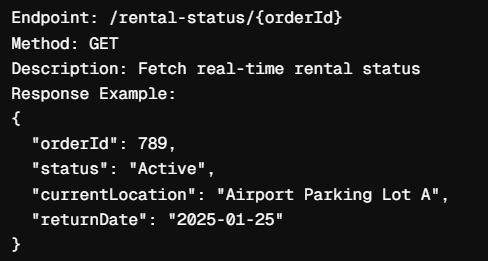 Endpoint: /rental-status/{orderId}
Method: GET
Description: Fetch real-time rental status
Response Example:
{
  "orderId": 789,
  "status": "Active",
  "currentLocation": "Airport Parking Lot A",
  "returnDate": "2025-01-25"
}